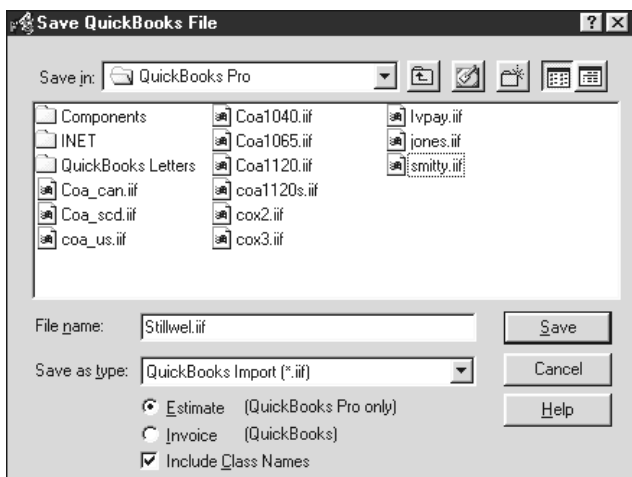 Save QuickBooks File
Save in: QuickBooks Pro
Components Coa1040.iif lvpay.iif
INET Coa1065.iif jones.iif
QuickBooks Letters Coa1120.iif smitty.iif
Coa_can.iif coa1120s.iif
Coa_scd.iif cox2.iif
coa_us.iif cox3.iif
File name: Stillwel.iif Save
Save as type: QuickBooks Import (*.iif) Cancel
Estimate (QuickBooks Pro only) Help
Invoice (QuickBooks)
Include Class Names